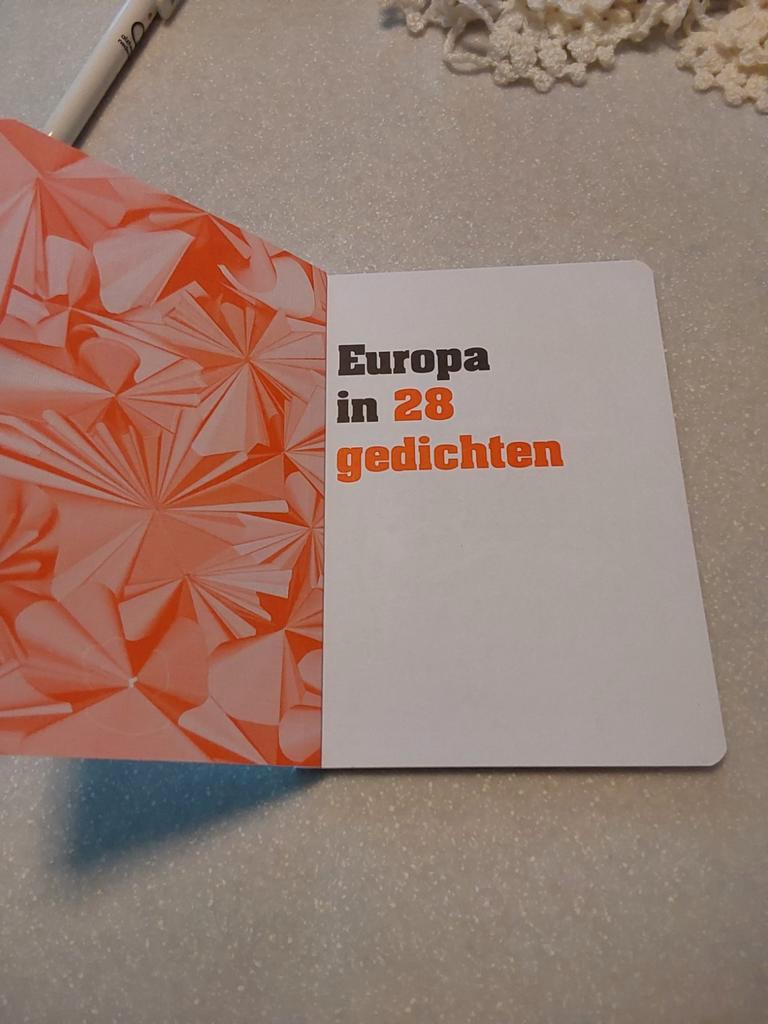 Europa
in 28
gedichten